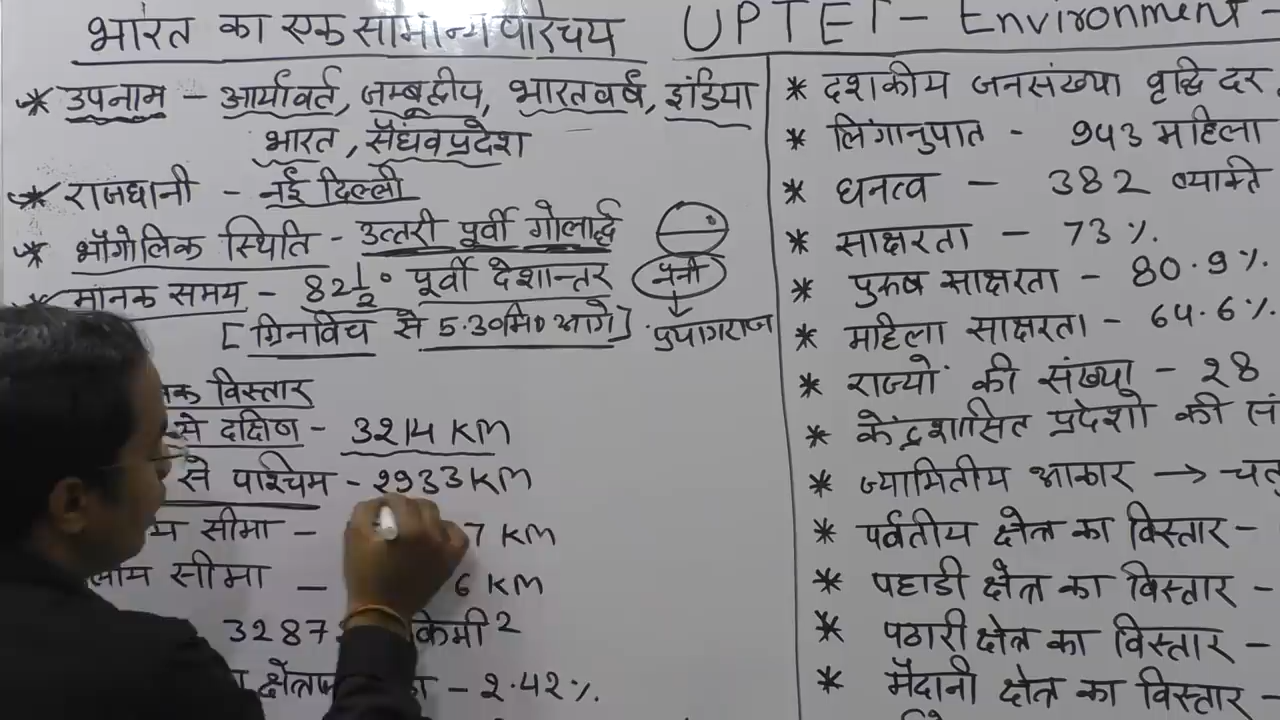 भारत का एक सामान्य परिचय
UPTET - Environment -
* उपनाम - आर्यावर्त, जम्बूद्वीप, भारतवर्ष, इंडिया
भारत, सैंधवप्रदेश
* राजधानी - नई दिल्ली
* भौगोलिक स्थिति - उत्तरी पूर्वी गोलार्द्ध
* मानक समय - 82 1/2° पूर्वी देशान्तर नैनी
[ग्रिनविच से 5.30मि० आगे] प्रयागराज
विस्तार
से दक्षिण - 3214 KM
से पश्चिम - 2933 KM
सीमा - 7 KM
सीमा - 6 KM
3287 किमी2
- 2.42%
* दशकीय जनसंख्या वृद्धि दर
* लिंगानुपात - 943 महिला
* घनत्व - 382 व्यक्ति
* साक्षरता - 73%
* पुरुष साक्षरता - 80.9%
* महिला साक्षरता - 64.6%
* राज्यों की संख्या - 28
* केंद्रशासित प्रदेशो की सं
* ज्यामितीय आकार → चतु
* पर्वतीय क्षेत्र का विस्तार -
* पहाडी क्षेत्र का विस्तार -
* पठारी क्षेत्र का विस्तार -
* मैदानी क्षेत्र का विस्तार -